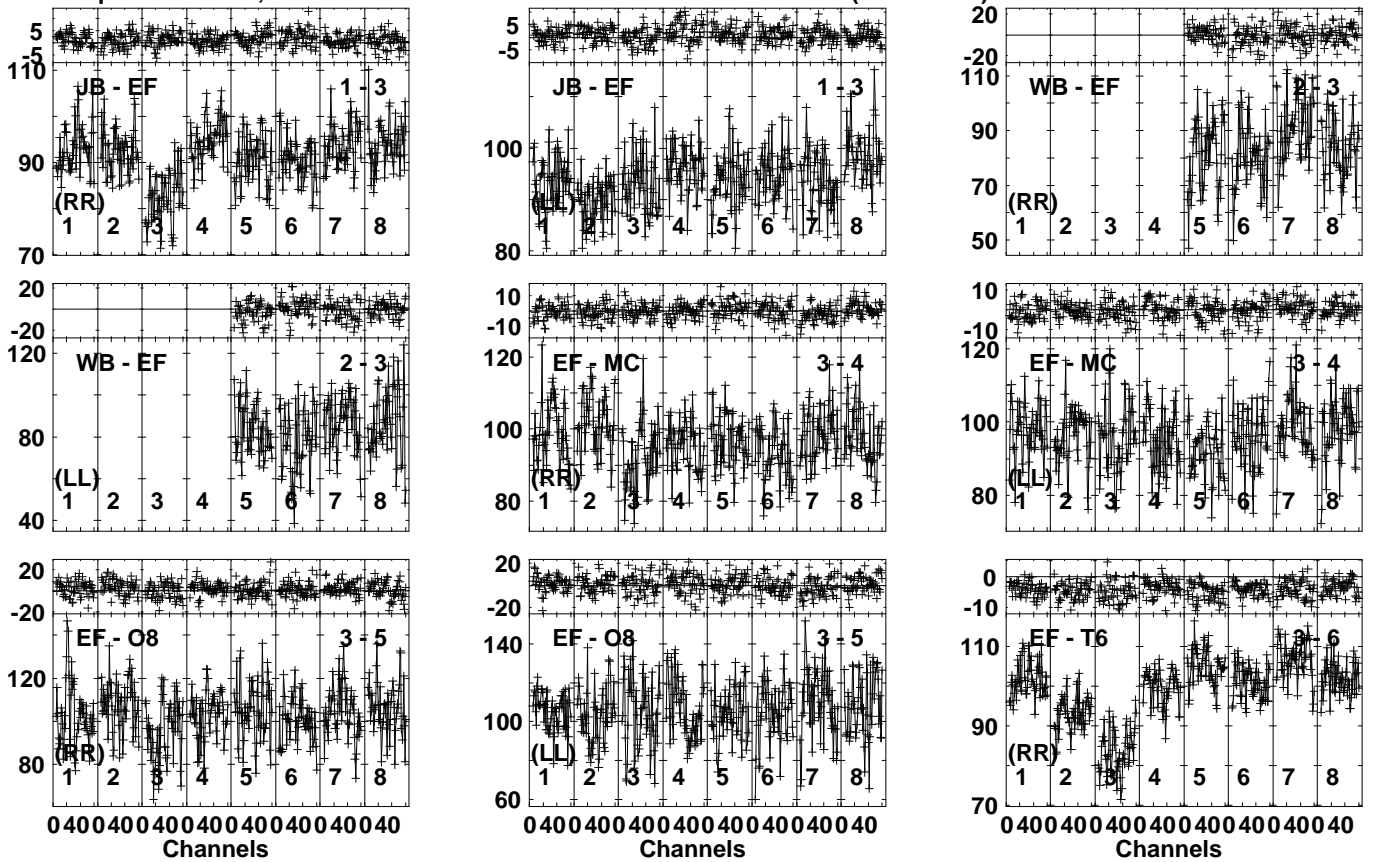 5 5 20
-5 -5 -20
110 JB - EF 1 - 3 JB - EF 1 - 3 110 WB - EF 2 - 3
90 100 90
70
(RR) (LL) (RR)
1 2 3 4 5 6 7 8 1 2 3 4 5 6 7 8 1 2 3 4 5 6 7 8
70 80 50
20 10 10
-20 -10 -10
120 WB - EF 2 - 3 120 EF - MC 3 - 4 120 EF - MC 3 - 4
80 100 100
(LL) (RR) (LL)
1 2 3 4 5 6 7 8 1 2 3 4 5 6 7 8 1 2 3 4 5 6 7 8
40 80 80
20 20 0
-20 -20 -10
EF - O8 3 - 5 140 EF - O8 3 - 5 110 EF - T6 3 - 6
120 100 90
(RR) (LL) (RR)
80 1 2 3 4 5 6 7 8 1 2 3 4 5 6 7 8 1 2 3 4 5 6 7 8
60 70
0 40 0 40 0 40 0 40 0 40 0 40 0 40 0 40 0 40 0 40 0 40 0 40 0 40 0 40 0 40 0 40 0 40 0 40 0 40 0 40 0 40 0 40 0 40 0 40
Channels Channels Channels